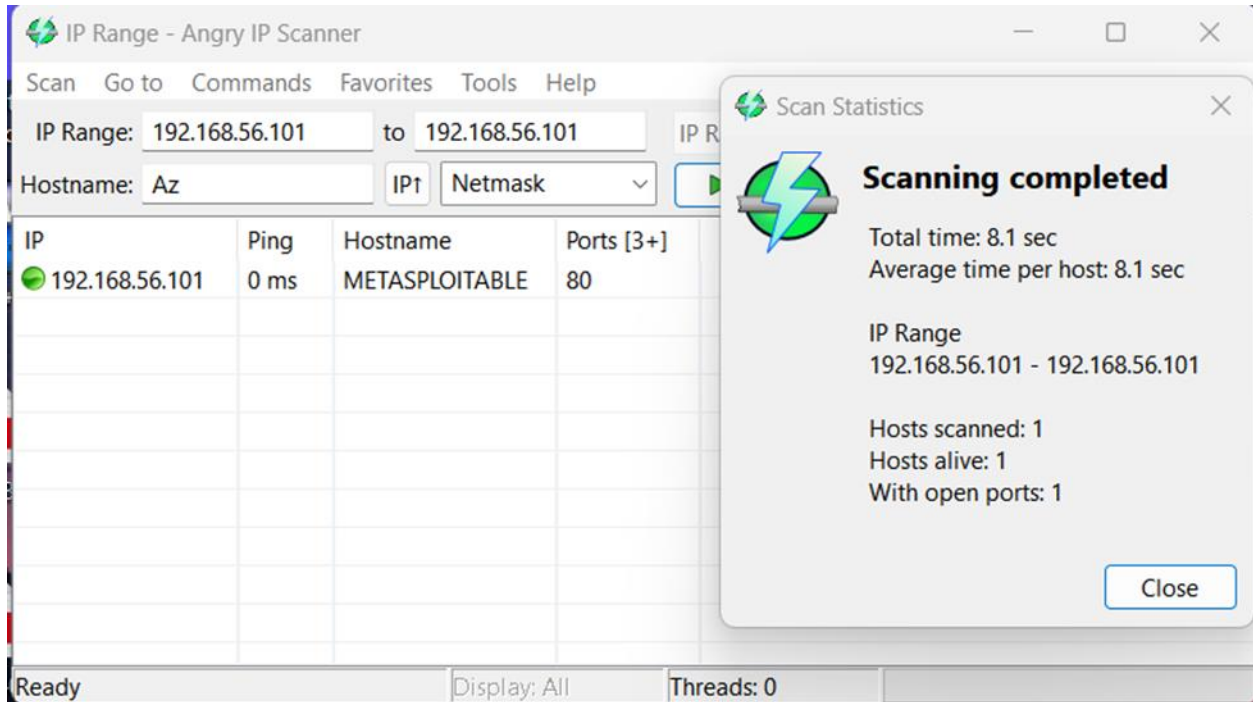 IP Range - Angry IP Scanner
Scan Go to Commands Favorites Tools Help
IP Range: 192.168.56.101 to 192.168.56.101 IP R
Hostname: Az IP↑ Netmask
IP Ping Hostname Ports [3+]
192.168.56.101 0 ms METASPLOITABLE 80
Scan Statistics
Scanning completed
Total time: 8.1 sec
Average time per host: 8.1 sec
IP Range
192.168.56.101 - 192.168.56.101
Hosts scanned: 1
Hosts alive: 1
With open ports: 1
Close
Ready Display: All Threads: 0